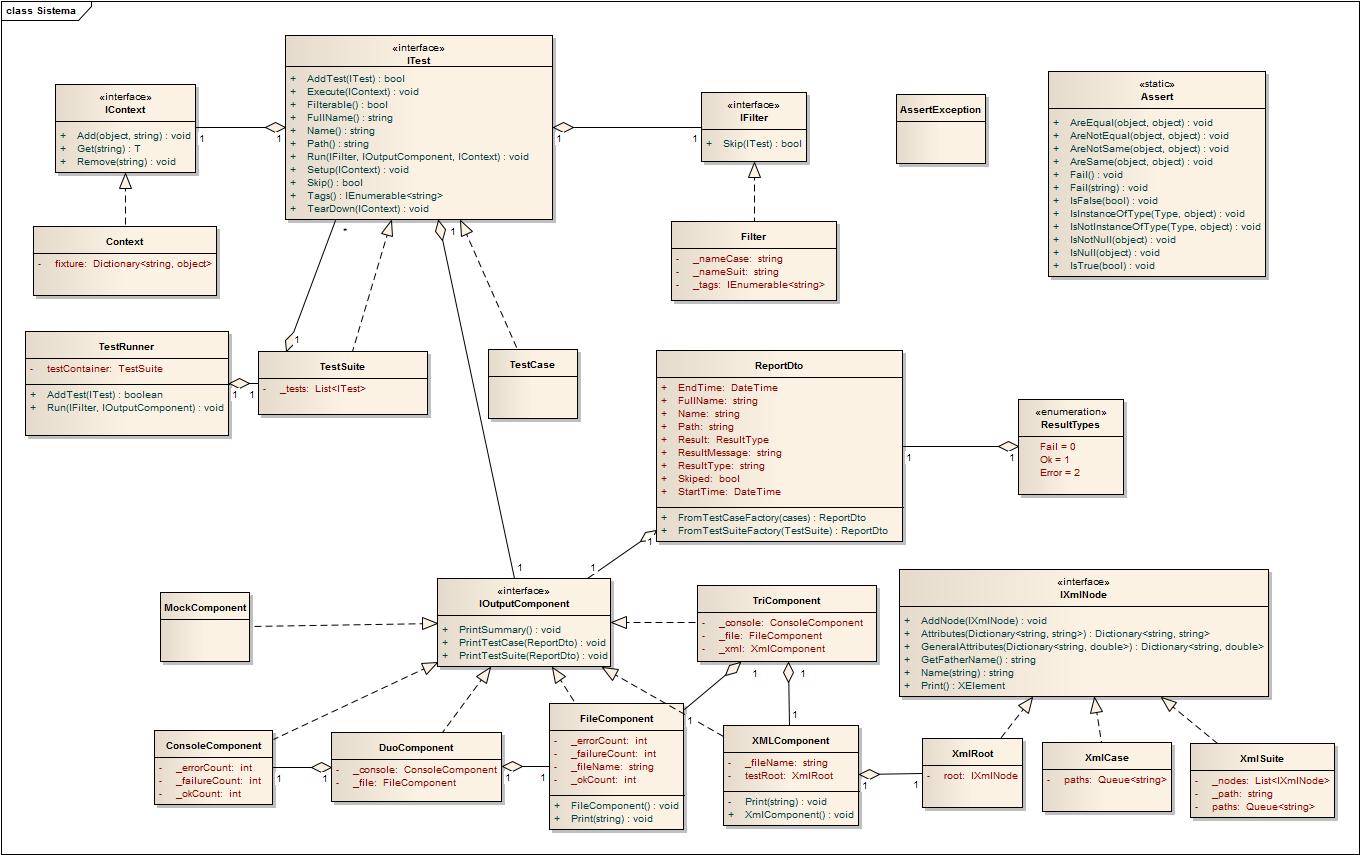 class Sistema
«interface»
ITest
+ AddTest(ITest) : bool
+ Execute(IContext) : void
+ Filterable() : bool
+ FullName() : string
+ Name() : string
+ Path() : string
+ Run(IFilter, IOutputComponent, IContext) : void
+ Setup(IContext) : void
+ Skip() : bool
+ Tags() : IEnumerable<string>
+ TearDown(IContext) : void
«interface»
IContext
+ Add(object, string) : void
+ Get(string) : T
+ Remove(string) : void
1
1
1
1
«interface»
IFilter
+ Skip(ITest) : bool
AssertException
«static»
Assert
+ AreEqual(object, object) : void
+ AreNotEqual(object, object) : void
+ AreNotSame(object, object) : void
+ AreSame(object, object) : void
+ Fail() : void
+ Fail(string) : void
+ IsFalse(bool) : void
+ IsInstanceOfType(Type, object) : void
+ IsNotInstanceOfType(Type, object) : void
+ IsNotNull(object) : void
+ IsNull(object) : void
+ IsTrue(bool) : void
Context
- fixture: Dictionary<string, object>
*
1
Filter
- _nameCase: string
- _nameSuit: string
- _tags: IEnumerable<string>
TestRunner
- testContainer: TestSuite
+ AddTest(ITest) : boolean
+ Run(IFilter, IOutputComponent) : void
1
1
1
TestSuite
- _tests: List<ITest>
TestCase
ReportDto
+ EndTime: DateTime
+ FullName: string
+ Name: string
+ Path: string
+ Result: ResultType
+ ResultMessage: string
+ ResultType: string
+ Skiped: bool
+ StartTime: DateTime
+ FromTestCaseFactory(cases) : ReportDto
+ FromTestSuiteFactory(TestSuite) : ReportDto
1
1
«enumeration»
ResultTypes
Fail = 0
Ok = 1
Error = 2
1
1
1
MockComponent
«interface»
IOutputComponent
+ PrintSummary() : void
+ PrintTestCase(ReportDto) : void
+ PrintTestSuite(ReportDto) : void
TriComponent
- _console: ConsoleComponent
- _file: FileComponent
- _xml: XmlComponent
1
1
1
1
«interface»
IXmlNode
+ AddNode(IXmlNode) : void
+ Attributes(Dictionary<string, string>) : Dictionary<string, string>
+ GeneralAttributes(Dictionary<string, double>) : Dictionary<string, double>
+ GetFatherName() : string
+ Name(string) : string
+ Print() : XElement
ConsoleComponent
- _errorCount: int
- _failureCount: int
- _okCount: int
1
1
DuoComponent
- _console: ConsoleComponent
- _file: FileComponent
1
1
FileComponent
- _errorCount: int
- _failureCount: int
- _fileName: string
- _okCount: int
+ FileComponent() : void
+ Print(string) : void
XMLComponent
- _fileName: string
- testRoot: XmlRoot
- Print(string) : void
+ XmlComponent() : void
1
1
XmlRoot
- root: IXmlNode
XmlCase
- paths: Queue<string>
XmlSuite
- _nodes: List<IXmlNode>
- _path: string
- paths: Queue<string>